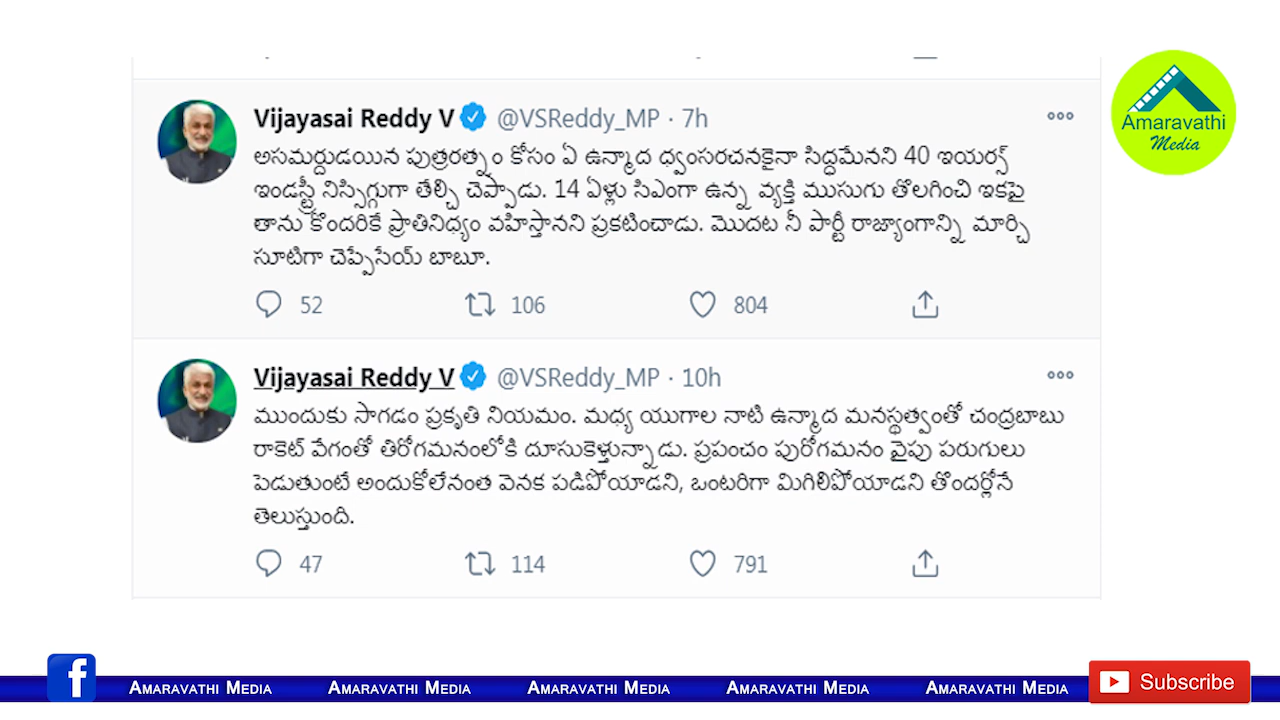 Vijayasai Reddy V @VSReddy_MP · 7h
అసమర్దుడయిన పుత్రరత్నం కోసం ఏ ఉన్మాద ధ్వంసరచనకైనా సిద్ధమేనని 40 ఇయర్స్
ఇండస్ట్రీ నిస్సిగ్గుగా తేల్చి చెప్పాడు. 14 ఏళ్లు సిఎంగా ఉన్న వ్యక్తి ముసుగు తొలగించి ఇకపై
తాను కొందరికే ప్రాతినిధ్యం వహిస్తానని ప్రకటించాడు. మొదట నీ పార్టీ రాజ్యాంగాన్ని మార్చి
సూటిగా చెప్పేసేయ్ బాబూ.
52 106 804
Vijayasai Reddy V @VSReddy_MP · 10h
ముందుకు సాగడం ప్రకృతి నియమం. మధ్య యుగాల నాటి ఉన్మాద మనస్థత్వంతో చంద్రబాబు
రాకెట్ వేగంతో తిరోగమనంలోకి దూసుకెళ్తున్నాడు. ప్రపంచం పురోగమనం వైపు పరుగులు
పెడుతుంటే అందుకోలేనంత వెనక పడిపోయాడని, ఒంటరిగా మిగిలిపోయాడని తొందర్లోనే
తెలుస్తుంది.
47 114 791
Amaravathi
Media
f Amaravathi Media Amaravathi Media Amaravathi Media Amaravathi Media Amaravathi Media Subscribe